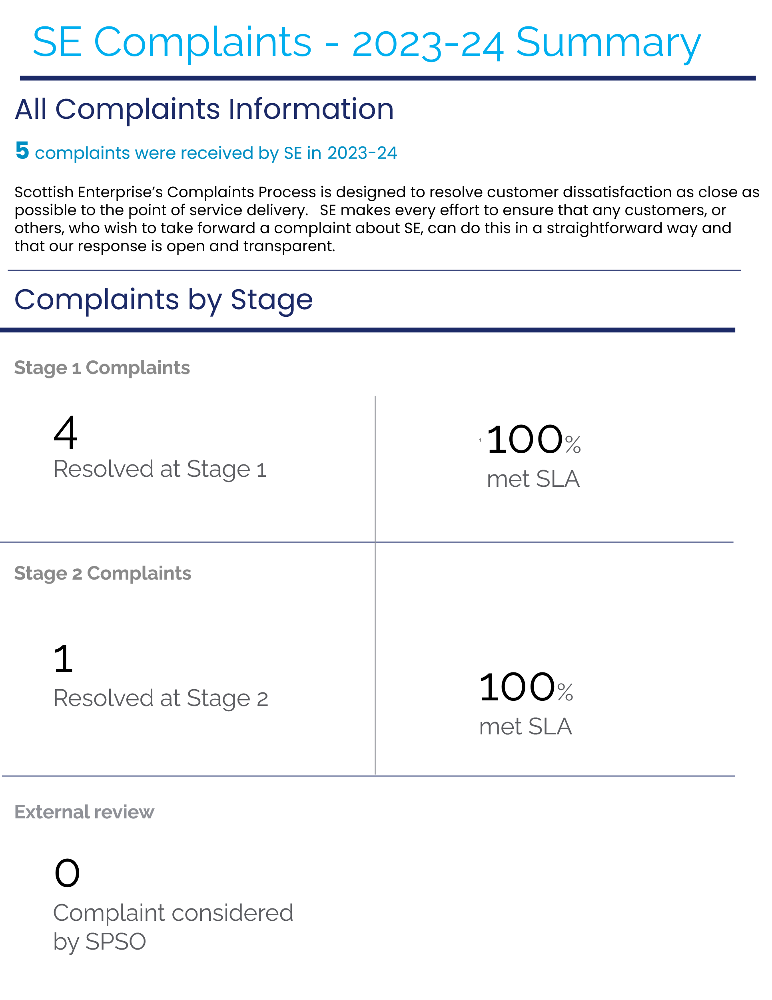 SE Complaints - 2023-24 Summary
All Complaints Information
5 complaints were received by SE in 2023-24
Scottish Enterprise’s Complaints Process is designed to resolve customer dissatisfaction as close as
possible to the point of service delivery.   SE makes every effort to ensure that any customers, or
others, who wish to take forward a complaint about SE, can do this in a straightforward way and
that our response is open and transparent.
Complaints by Stage
Stage 1 Complaints
4
Resolved at Stage 1
1 100%
met SLA
Stage 2 Complaints
1
Resolved at Stage 2
100%
met SLA
External review
0
Complaint considered
by SPSO